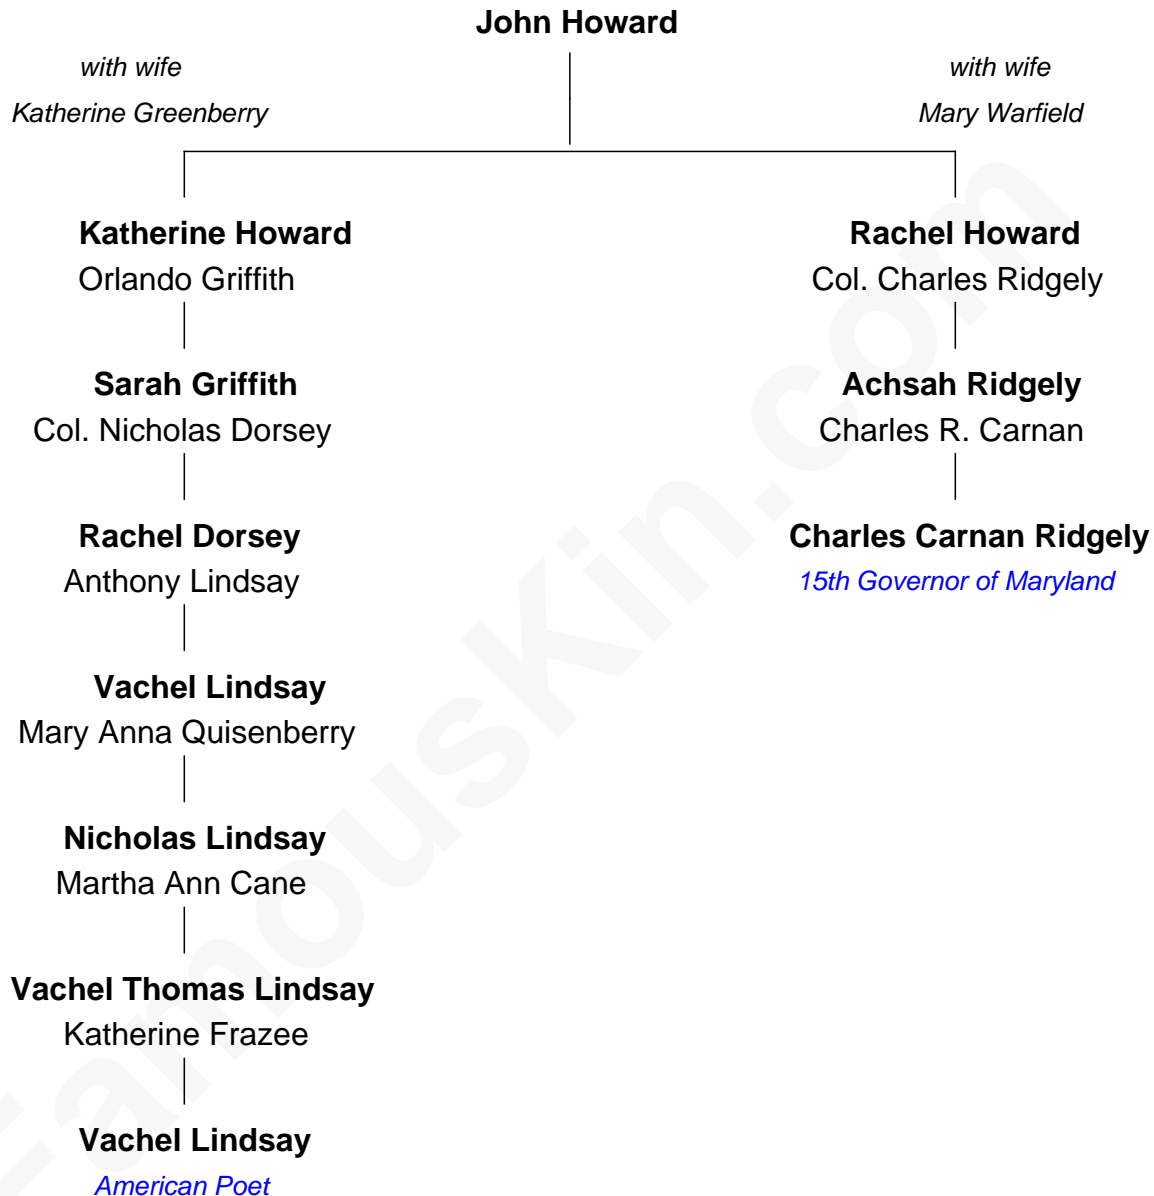 John Howard
with wife
Katherine Greenberry
with wife
Mary Warfield
Katherine Howard
Orlando Griffith
Rachel Howard
Col. Charles Ridgely
Sarah Griffith
Col. Nicholas Dorsey
Achsah Ridgely
Charles R. Carnan
Rachel Dorsey
Anthony Lindsay
Charles Carnan Ridgely
15th Governor of Maryland
Vachel Lindsay
Mary Anna Quisenberry
Nicholas Lindsay
Martha Ann Cane
Vachel Thomas Lindsay
Katherine Frazee
Vachel Lindsay
American Poet
FamousKin.com